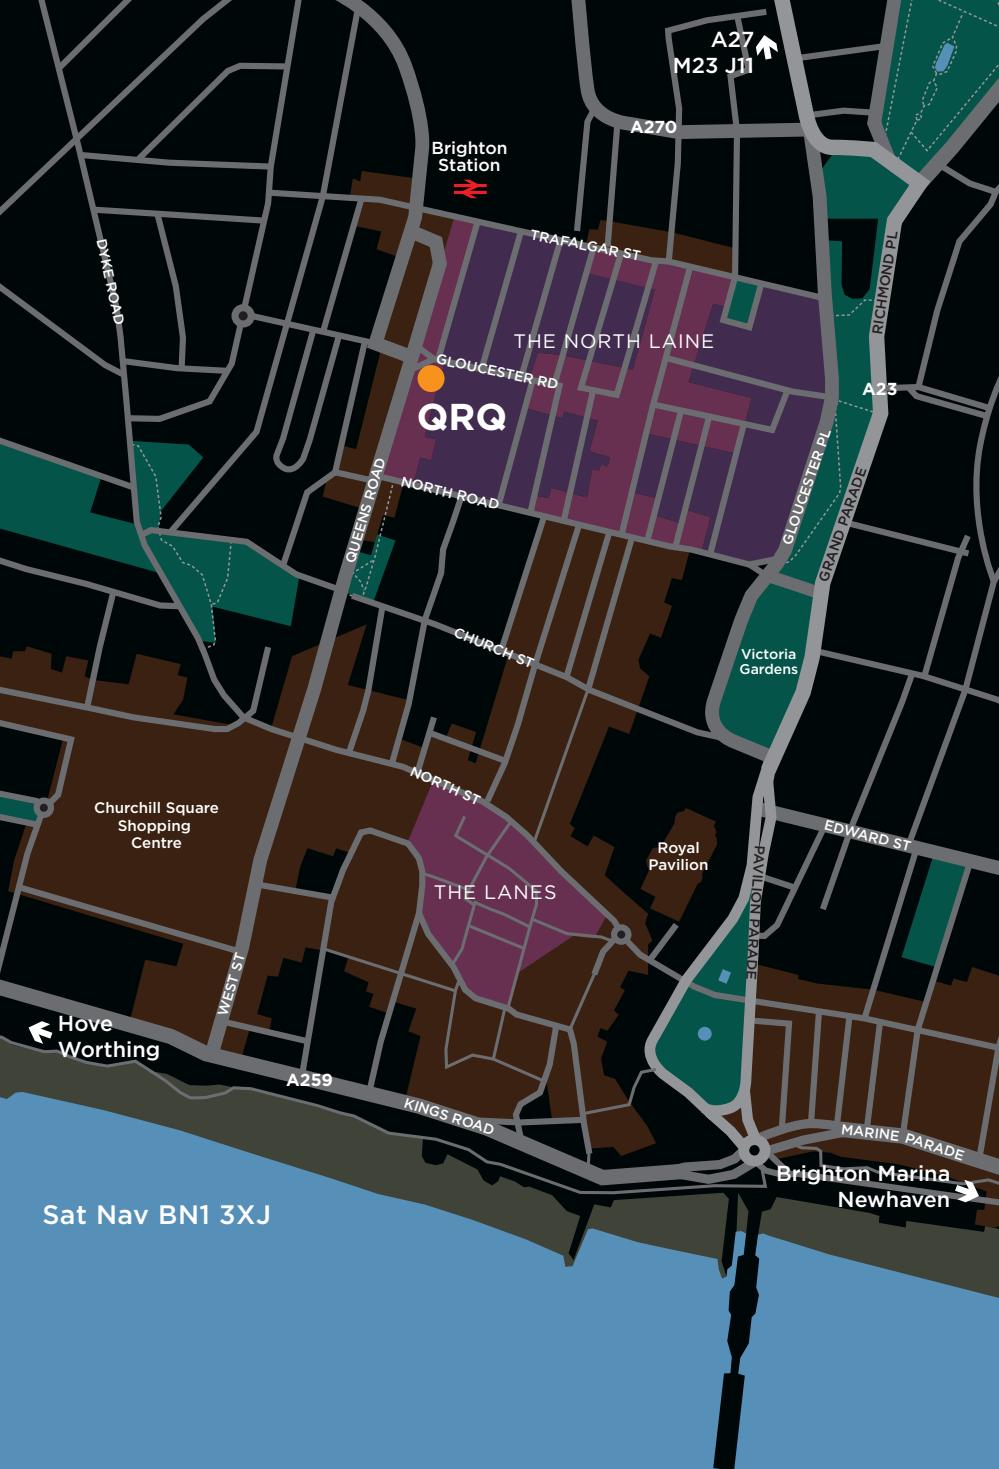 A27
M23 J11
A270
Brighton
Station
TRAFALGAR ST
DYKE ROAD
RICHMOND PL
THE NORTH LAINE
GLOUCESTER RD
A23
QRQ
GLOUCESTER PL
QUEENS ROAD
NORTH ROAD
GRAND PARADE
CHURCH ST
Victoria
Gardens
NORTH ST
Churchill Square
Shopping
Centre
EDWARD ST
Royal
Pavilion
PAVILION PARADE
THE LANES
WEST ST
Hove
Worthing
A259
KINGS ROAD
MARINE PARADE
Brighton Marina
Newhaven
Sat Nav BN1 3XJ